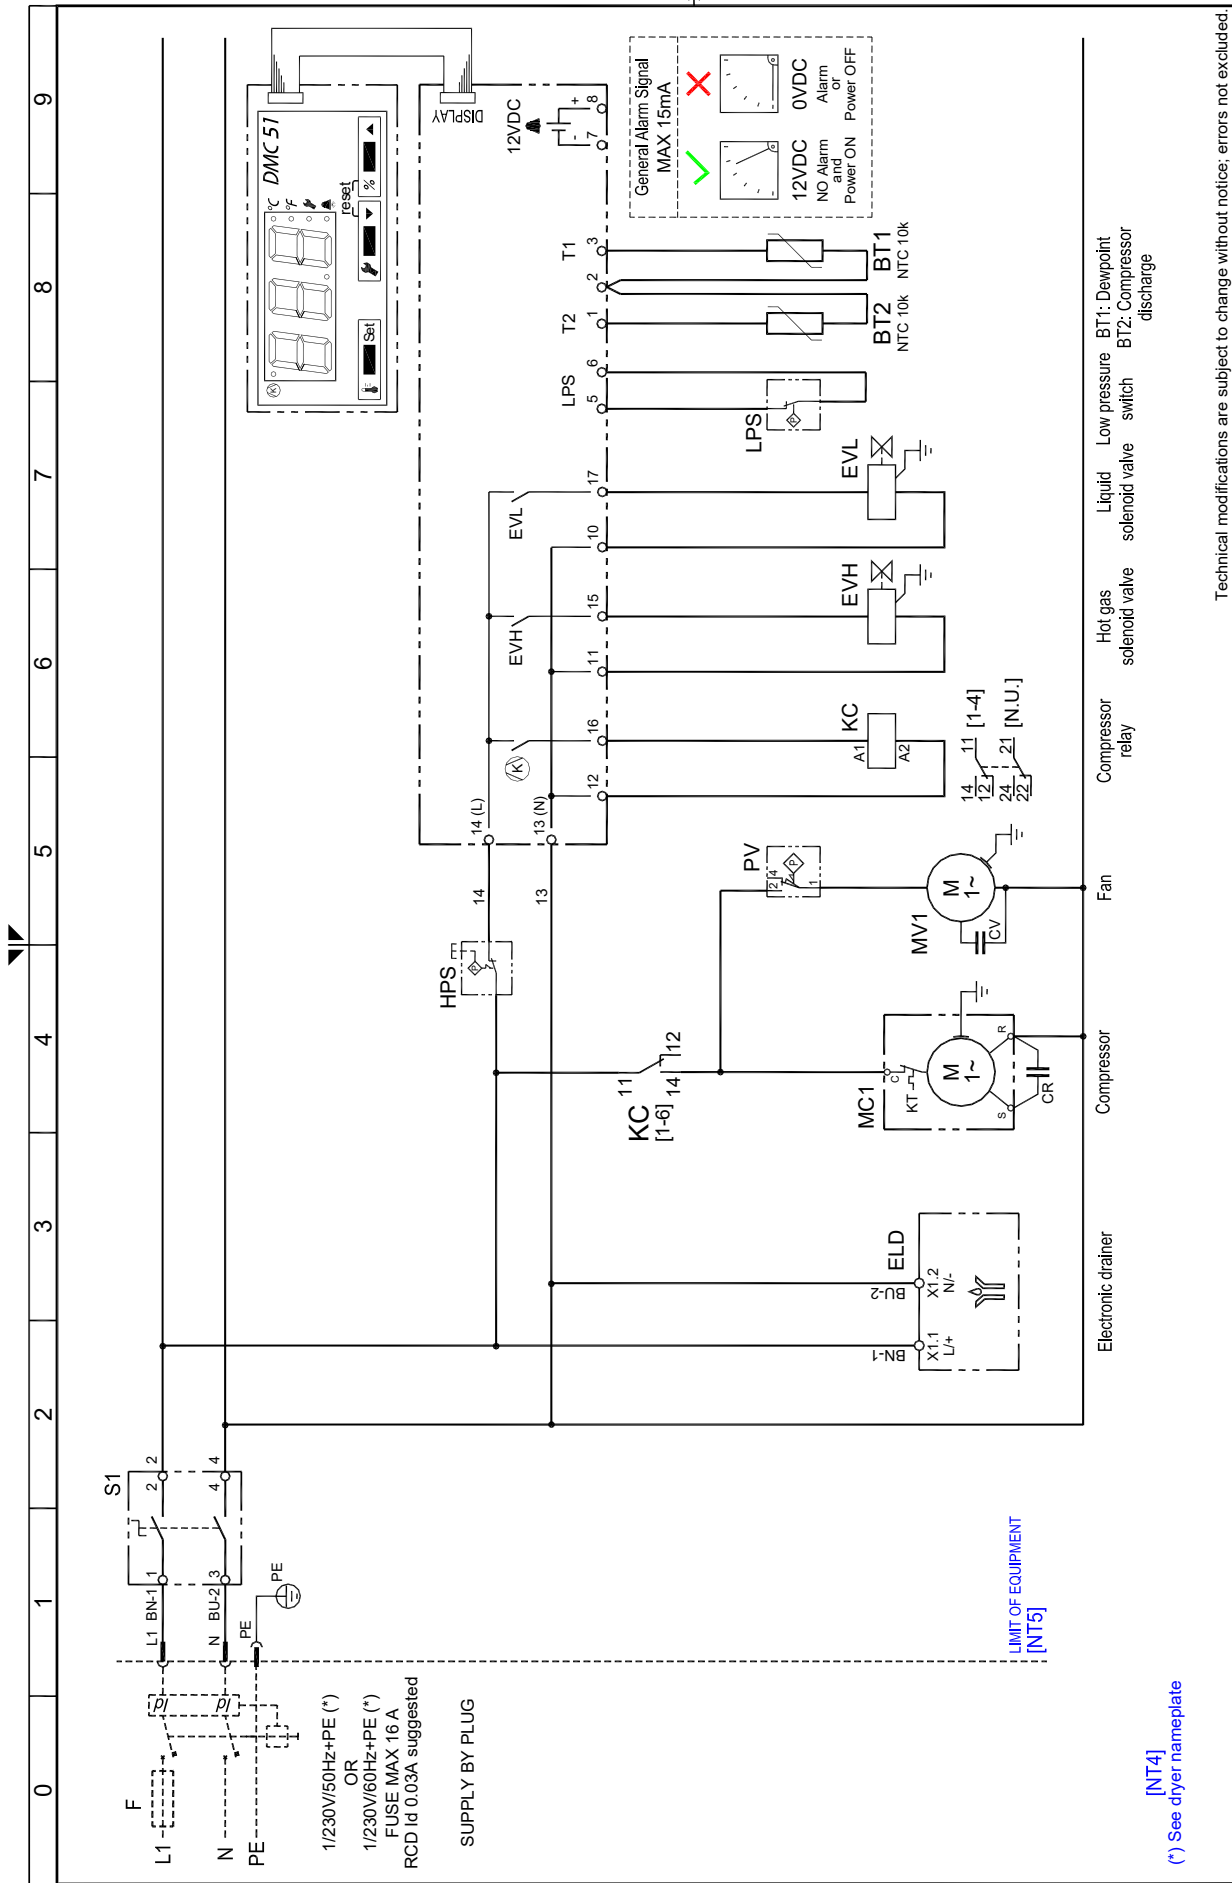 0 1 2 3 4 5 6 7 8 9
F
L1
N
PE
Id
Id
1/230V/50Hz+PE (*)
OR
1/230V/60Hz+PE (*)
FUSE MAX 16 A
RCD Id 0.03A suggested
SUPPLY BY PLUG
L1 BN-1 1
N BU-2 3
PE
PE
S1
2 2
4 4
LIMIT OF EQUIPMENT
[NT5]
[NT4]
(*) See dryer nameplate
BN-1
BU-2
X1.1
L/+
X1.2
N/-
ELD
Electronic drainer
HPS
P
14
13
14 (L)
13 (N)
KC
[1-6]
11
14
12
MC1
C
KT
M
1~
S
R
CR
Compressor
PV
2 4
P
1
MV1
M
1~
CV
Fan
K
12
16
KC
A1
A2
14
12
11 [1-4]
24
22
21 [N.U.]
Compressor
relay
EVH
11
15
EVH
Hot gas
solenoid valve
EVL
10
17
EVL
Liquid
solenoid valve
LPS
5
6
LPS
P
Low pressure
switch
T2
1
2
T1
3
BT2
NTC 10k
BT1
NTC 10k
BT1: Dewpoint
BT2: Compressor
discharge
K
DMC 51
°C
°F
Set
reset
%
DISPLAY
12VDC
- +
7 8
General Alarm Signal
MAX 15mA
12VDC
NO Alarm
and
Power ON
0VDC
Alarm
or
Power OFF
Technical modifications are subject to change without notice; errors not excluded.